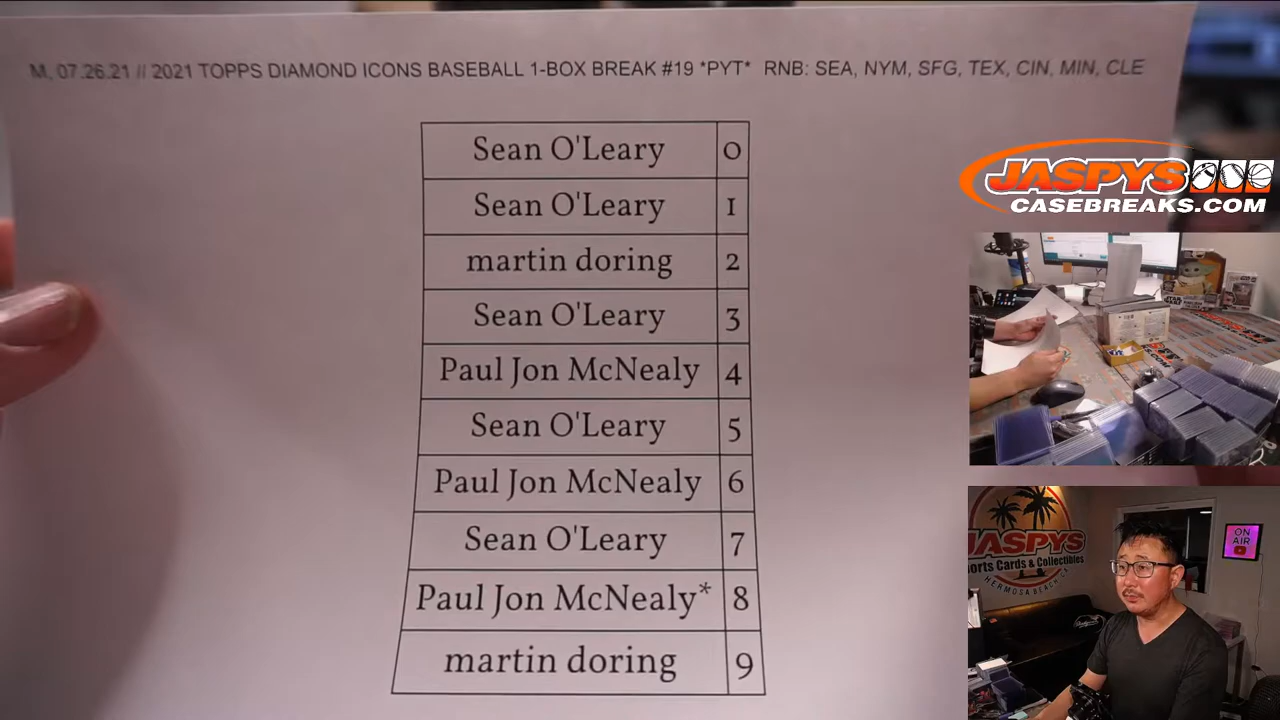 M, 07.26.21 // 2021 TOPPS DIAMOND ICONS BASEBALL 1-BOX BREAK #19 *PYT* RNB: SEA, NYM, SFG, TEX, CIN, MIN, CLE
Sean O'Leary 0
Sean O'Leary 1
martin doring 2
Sean O'Leary 3
Paul Jon McNealy 4
Sean O'Leary 5
Paul Jon McNealy 6
Sean O'Leary 7
Paul Jon McNealy* 8
martin doring 9
JASPYS
CASEBREAKS.COM
STAR WARS
JASPYS
Sports Cards & Collectibles
HERMOSA BEACH, CA
ON AIR